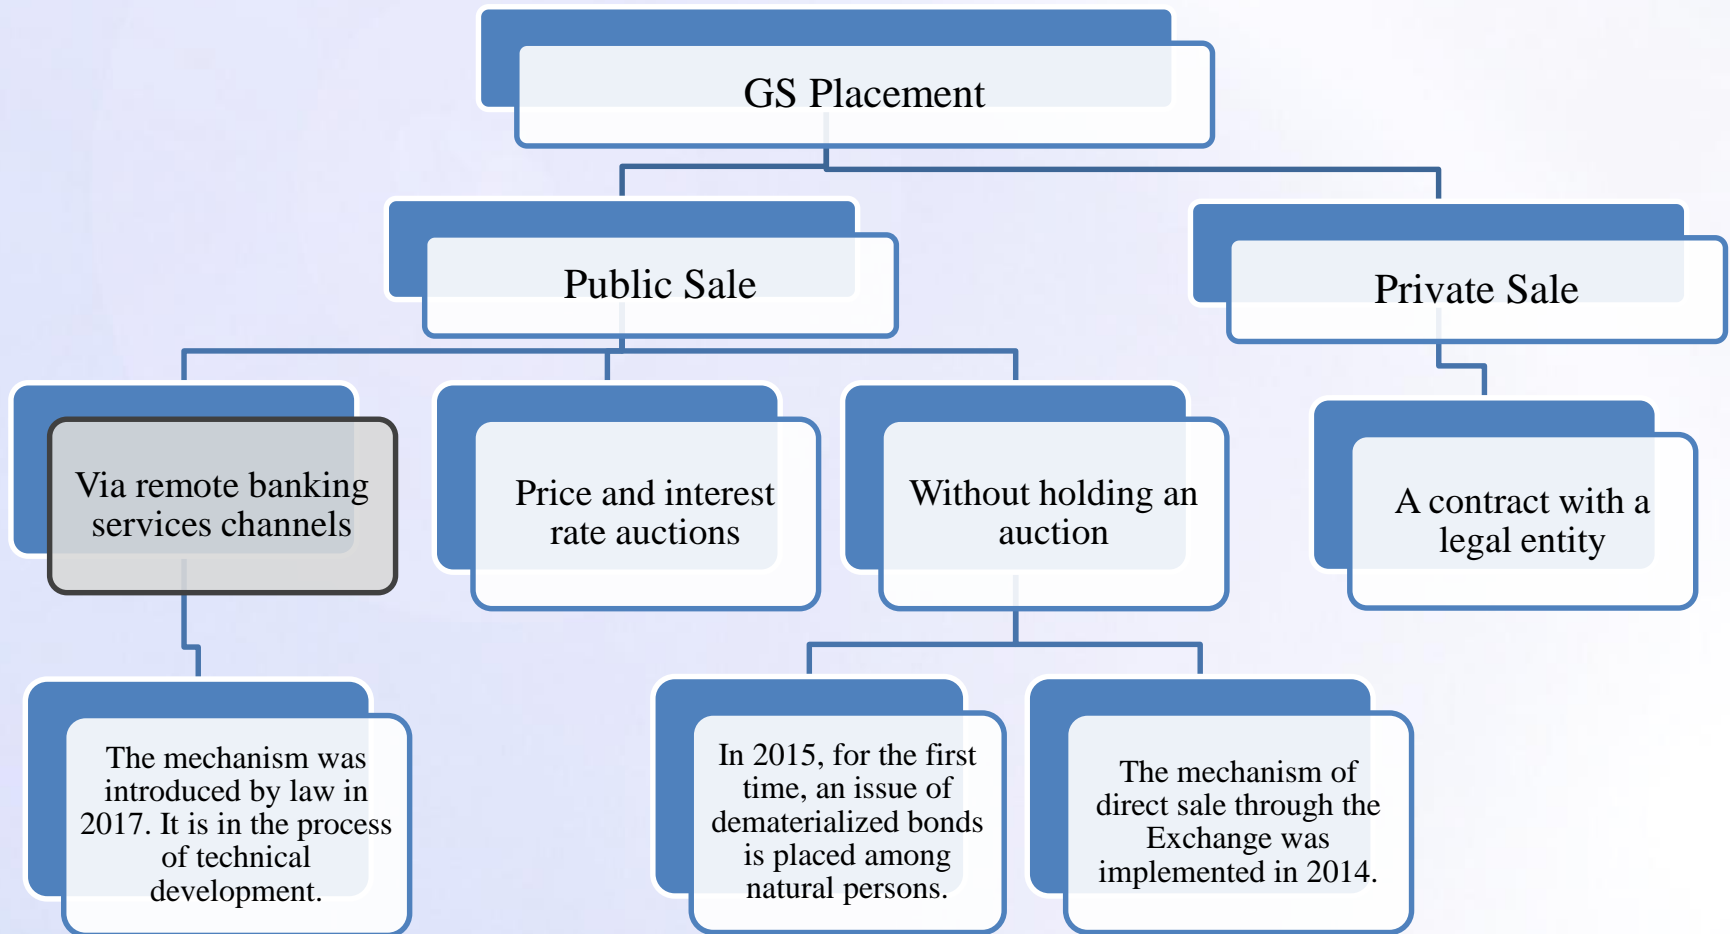 GS Placement
Public Sale
Private Sale
Via remote banking
services channels
Price and interest
rate auctions
Without holding an
auction
A contract with a
legal entity
The mechanism was
introduced by law in
2017. It is in the process
of technical
development.
In 2015, for the first
time, an issue of
dematerialized bonds
is placed among
natural persons.
The mechanism of
direct sale through the
Exchange was
implemented in 2014.